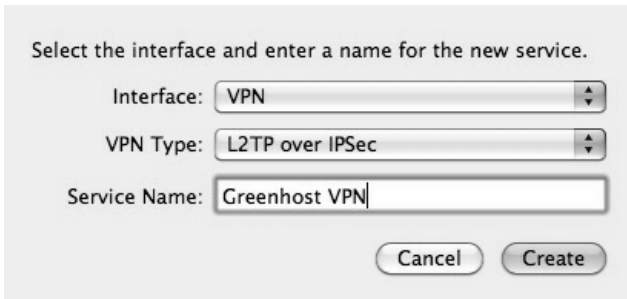 Select the interface and enter a name for the new service.
Interface: VPN
VPN Type: L2TP over IPSec
Service Name: Greenhost VPN
Cancel Create